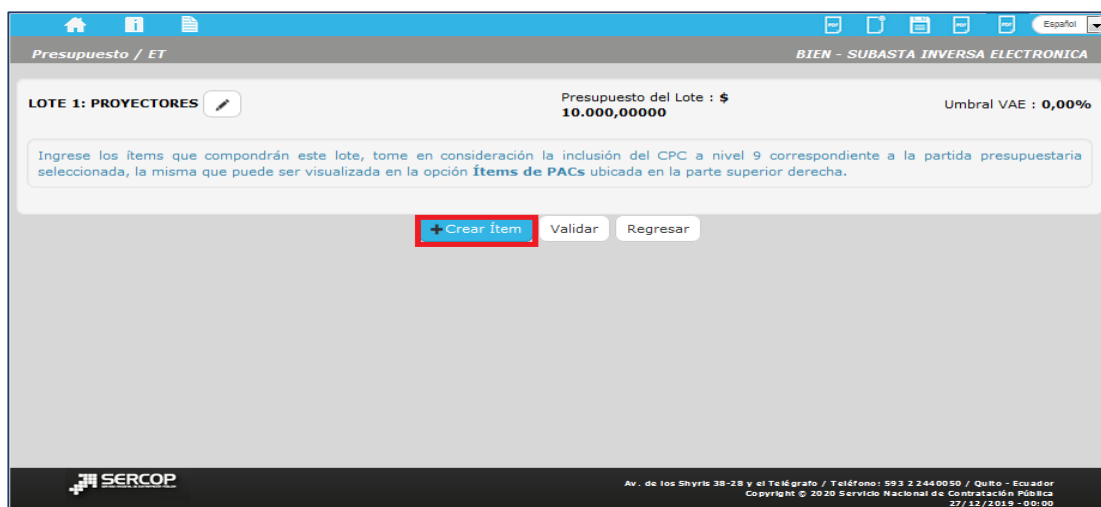 Español
Presupuesto / ET
BIEN - SUBASTA INVERSA ELECTRONICA
LOTE 1: PROYECTORES
Presupuesto del Lote : $
10.000,00000
Umbral VAE : 0,00%
Ingrese los ítems que compondrán este lote, tome en consideración la inclusión del CPC a nivel 9 correspondiente a la partida presupuestaria
seleccionada, la misma que puede ser visualizada en la opción Ítems de PACs ubicada en la parte superior derecha.
Crear Ítem
Validar
Regresar
SERCOP
Av. de los Shyris 38-28 y el Telégrafo / Teléfono: 593 2 2440050 / Quito - Ecuador
Copyright © 2020 Servicio Nacional de Contratación Pública
27/12/2019 - 00:00